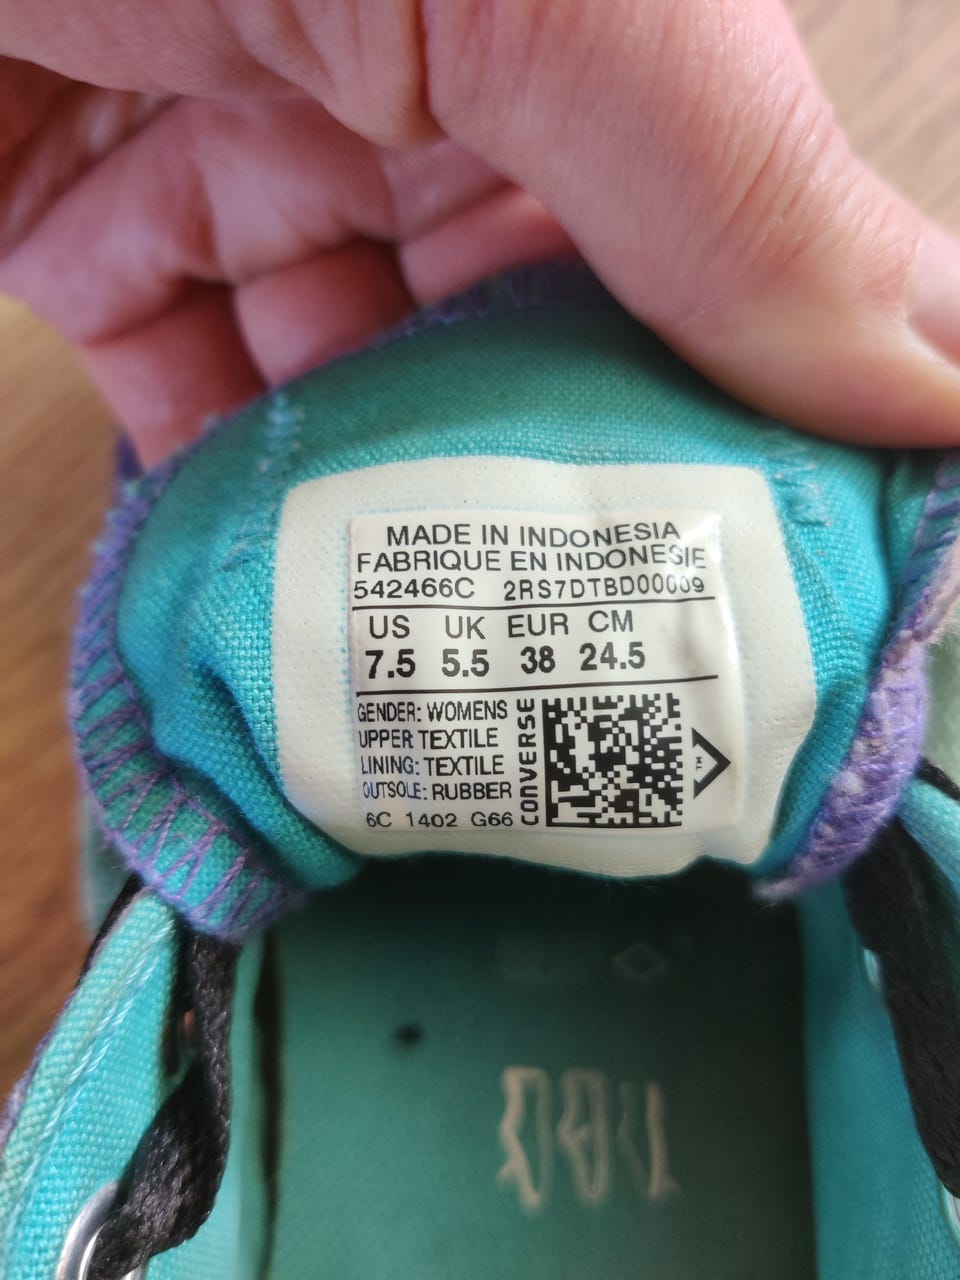 MADE IN INDONESIA
FABRIQUE EN INDONESIE
542466C 2RS7DTBD00009
US UK EUR CM
7.5 5.5 38 24.5
GENDER: WOMENS
UPPER: TEXTILE
LINING: TEXTILE
OUTSOLE: RUBBER
6C 1402 G66
CONVERSE
TM